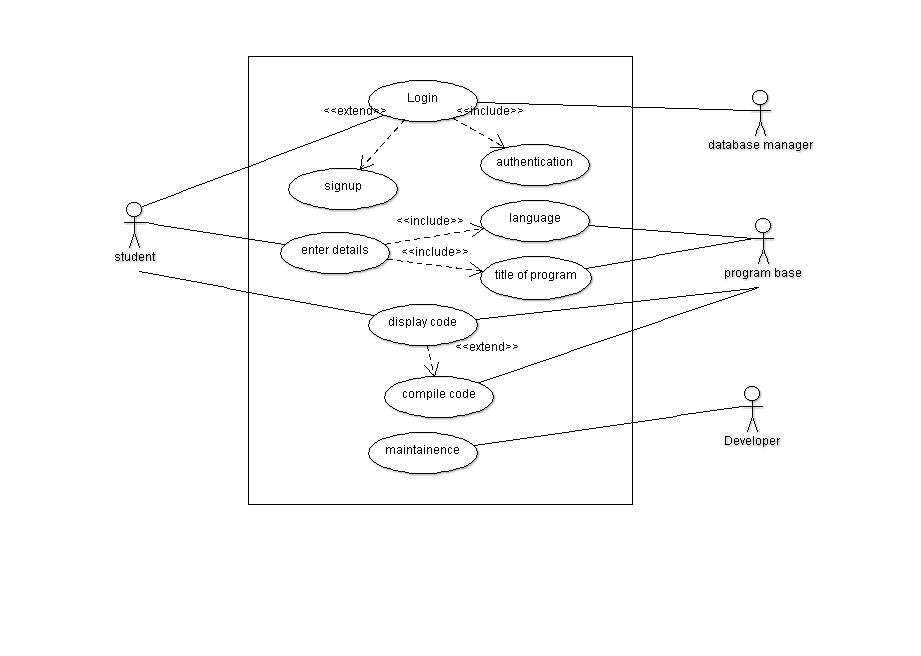 Login
<<extend>>
<<include>>
database manager
authentication
signup
language
<<include>>
student
enter details
<<include>>
title of program
program base
display code
<<extend>>
compile code
Developer
maintainence